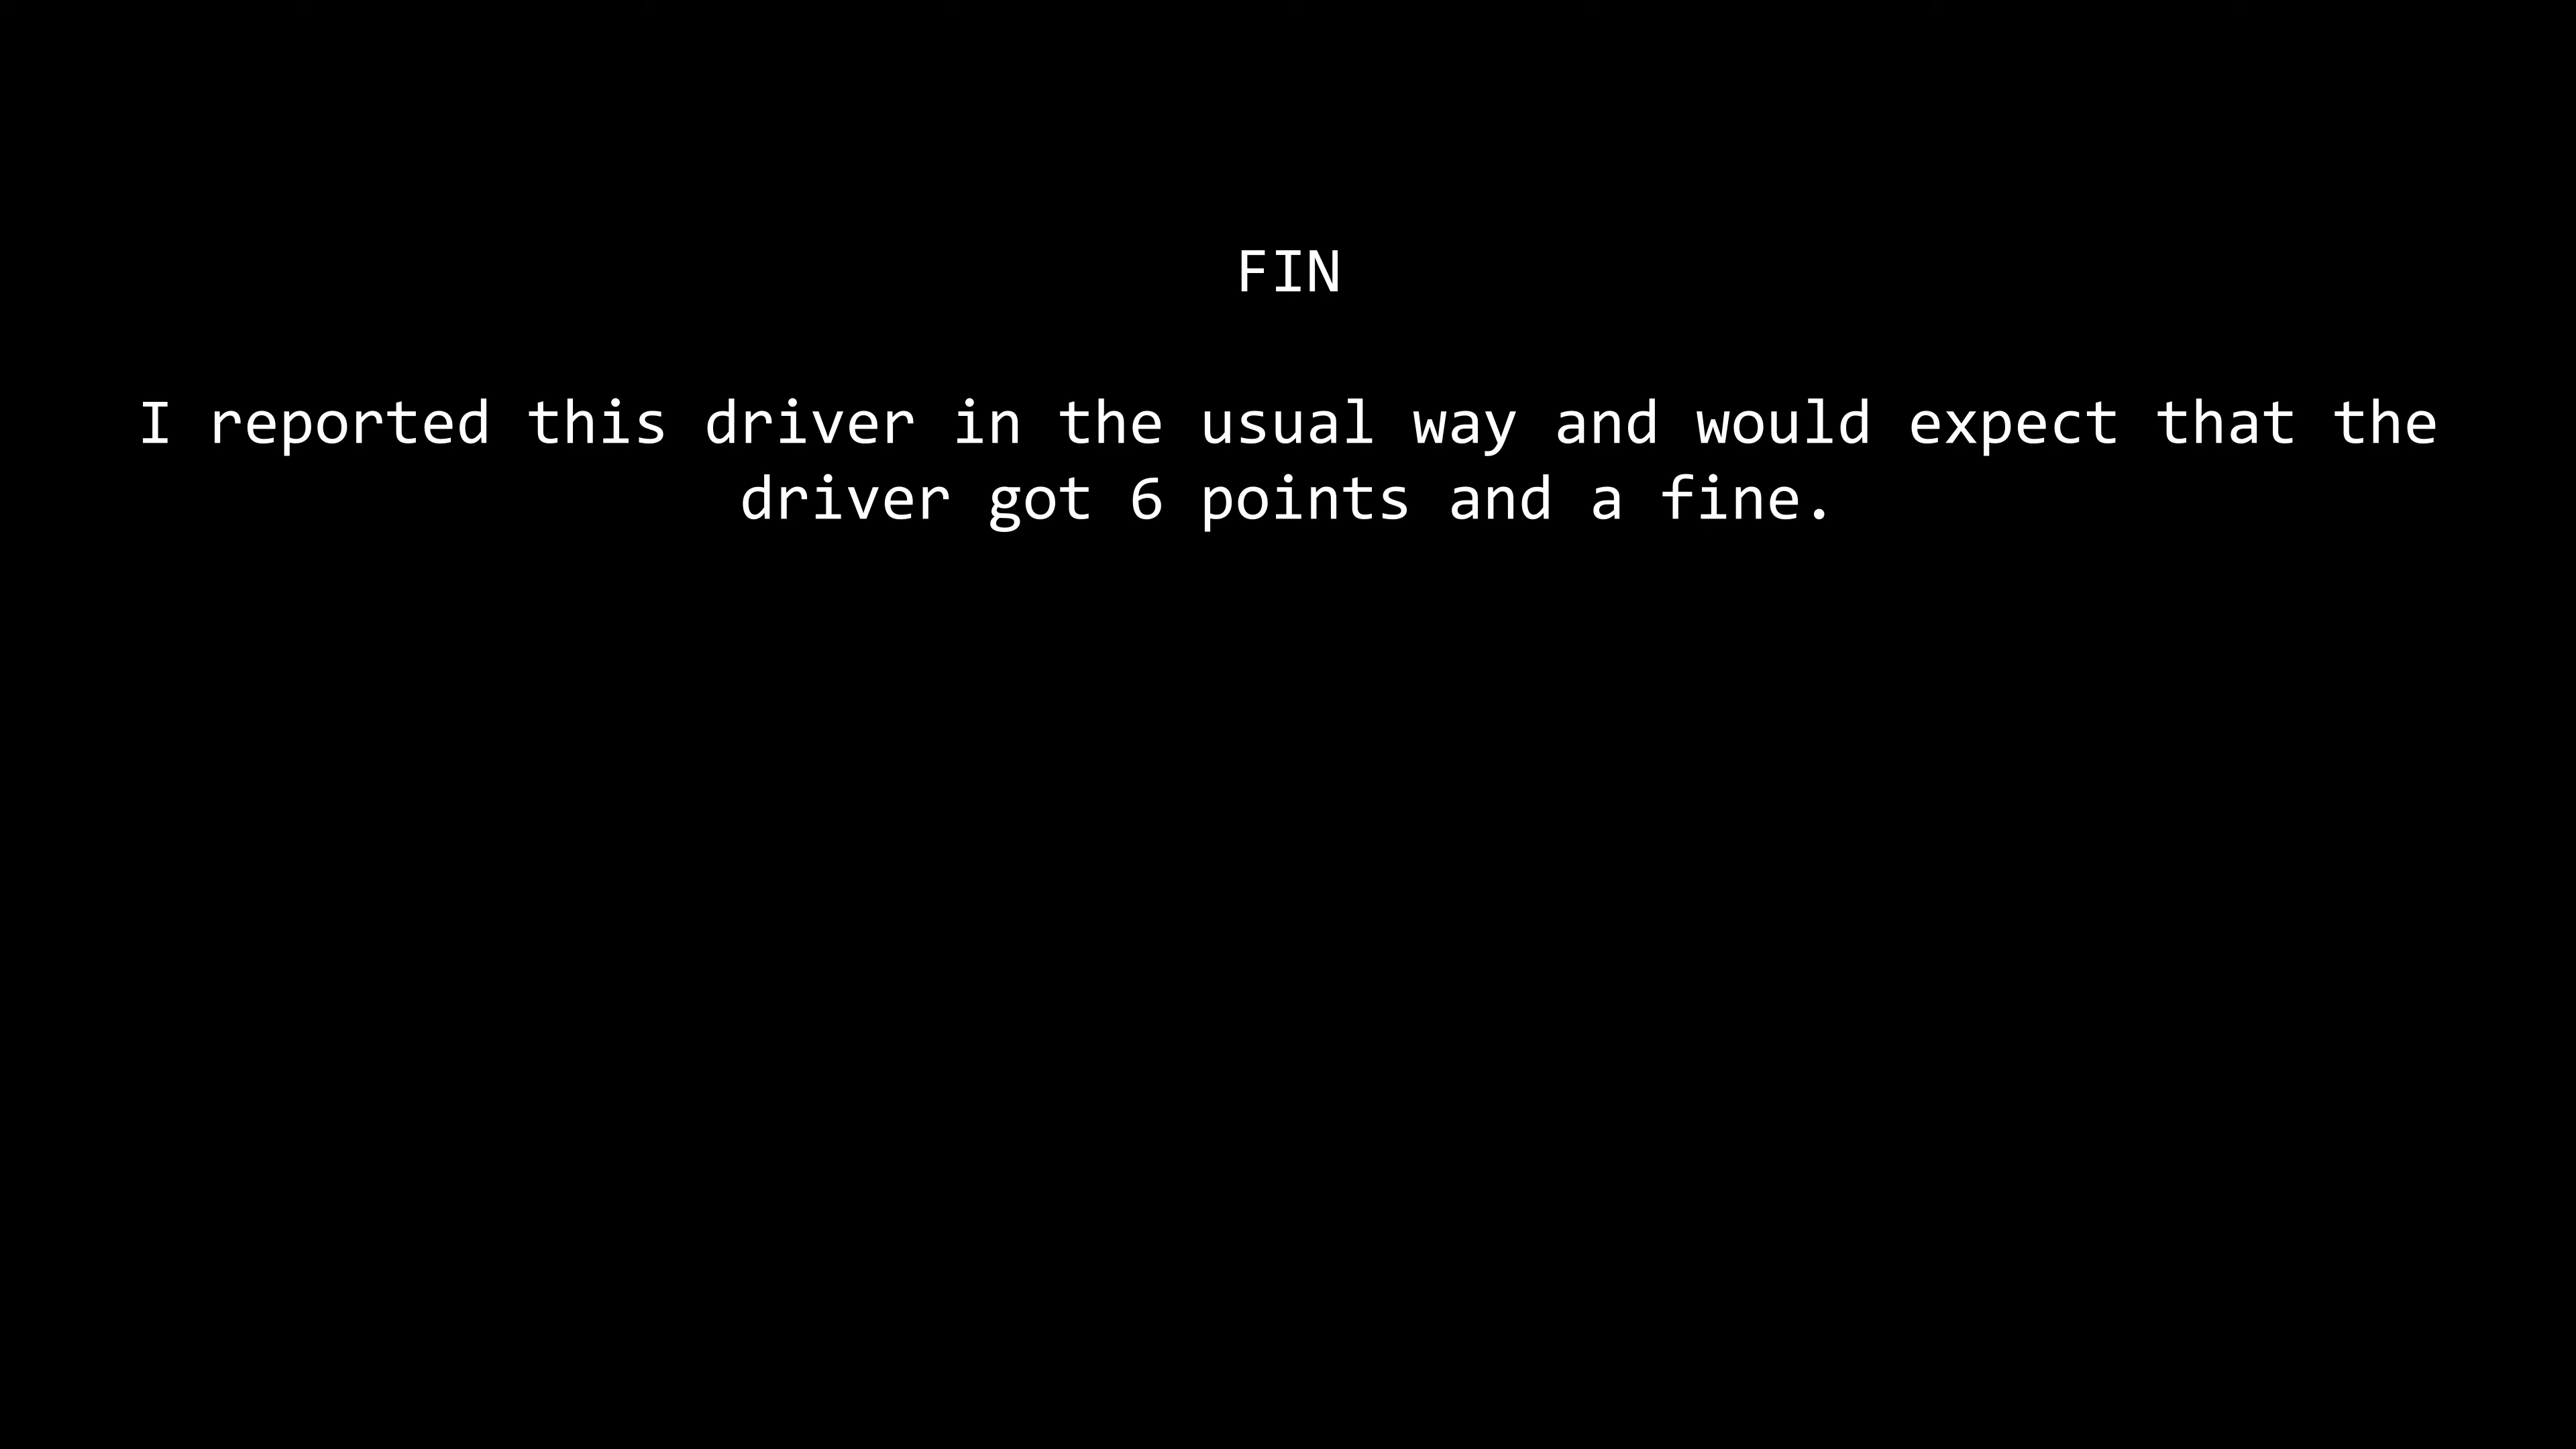 FIN
I reported this driver in the usual way and would expect that the
driver got 6 points and a fine.